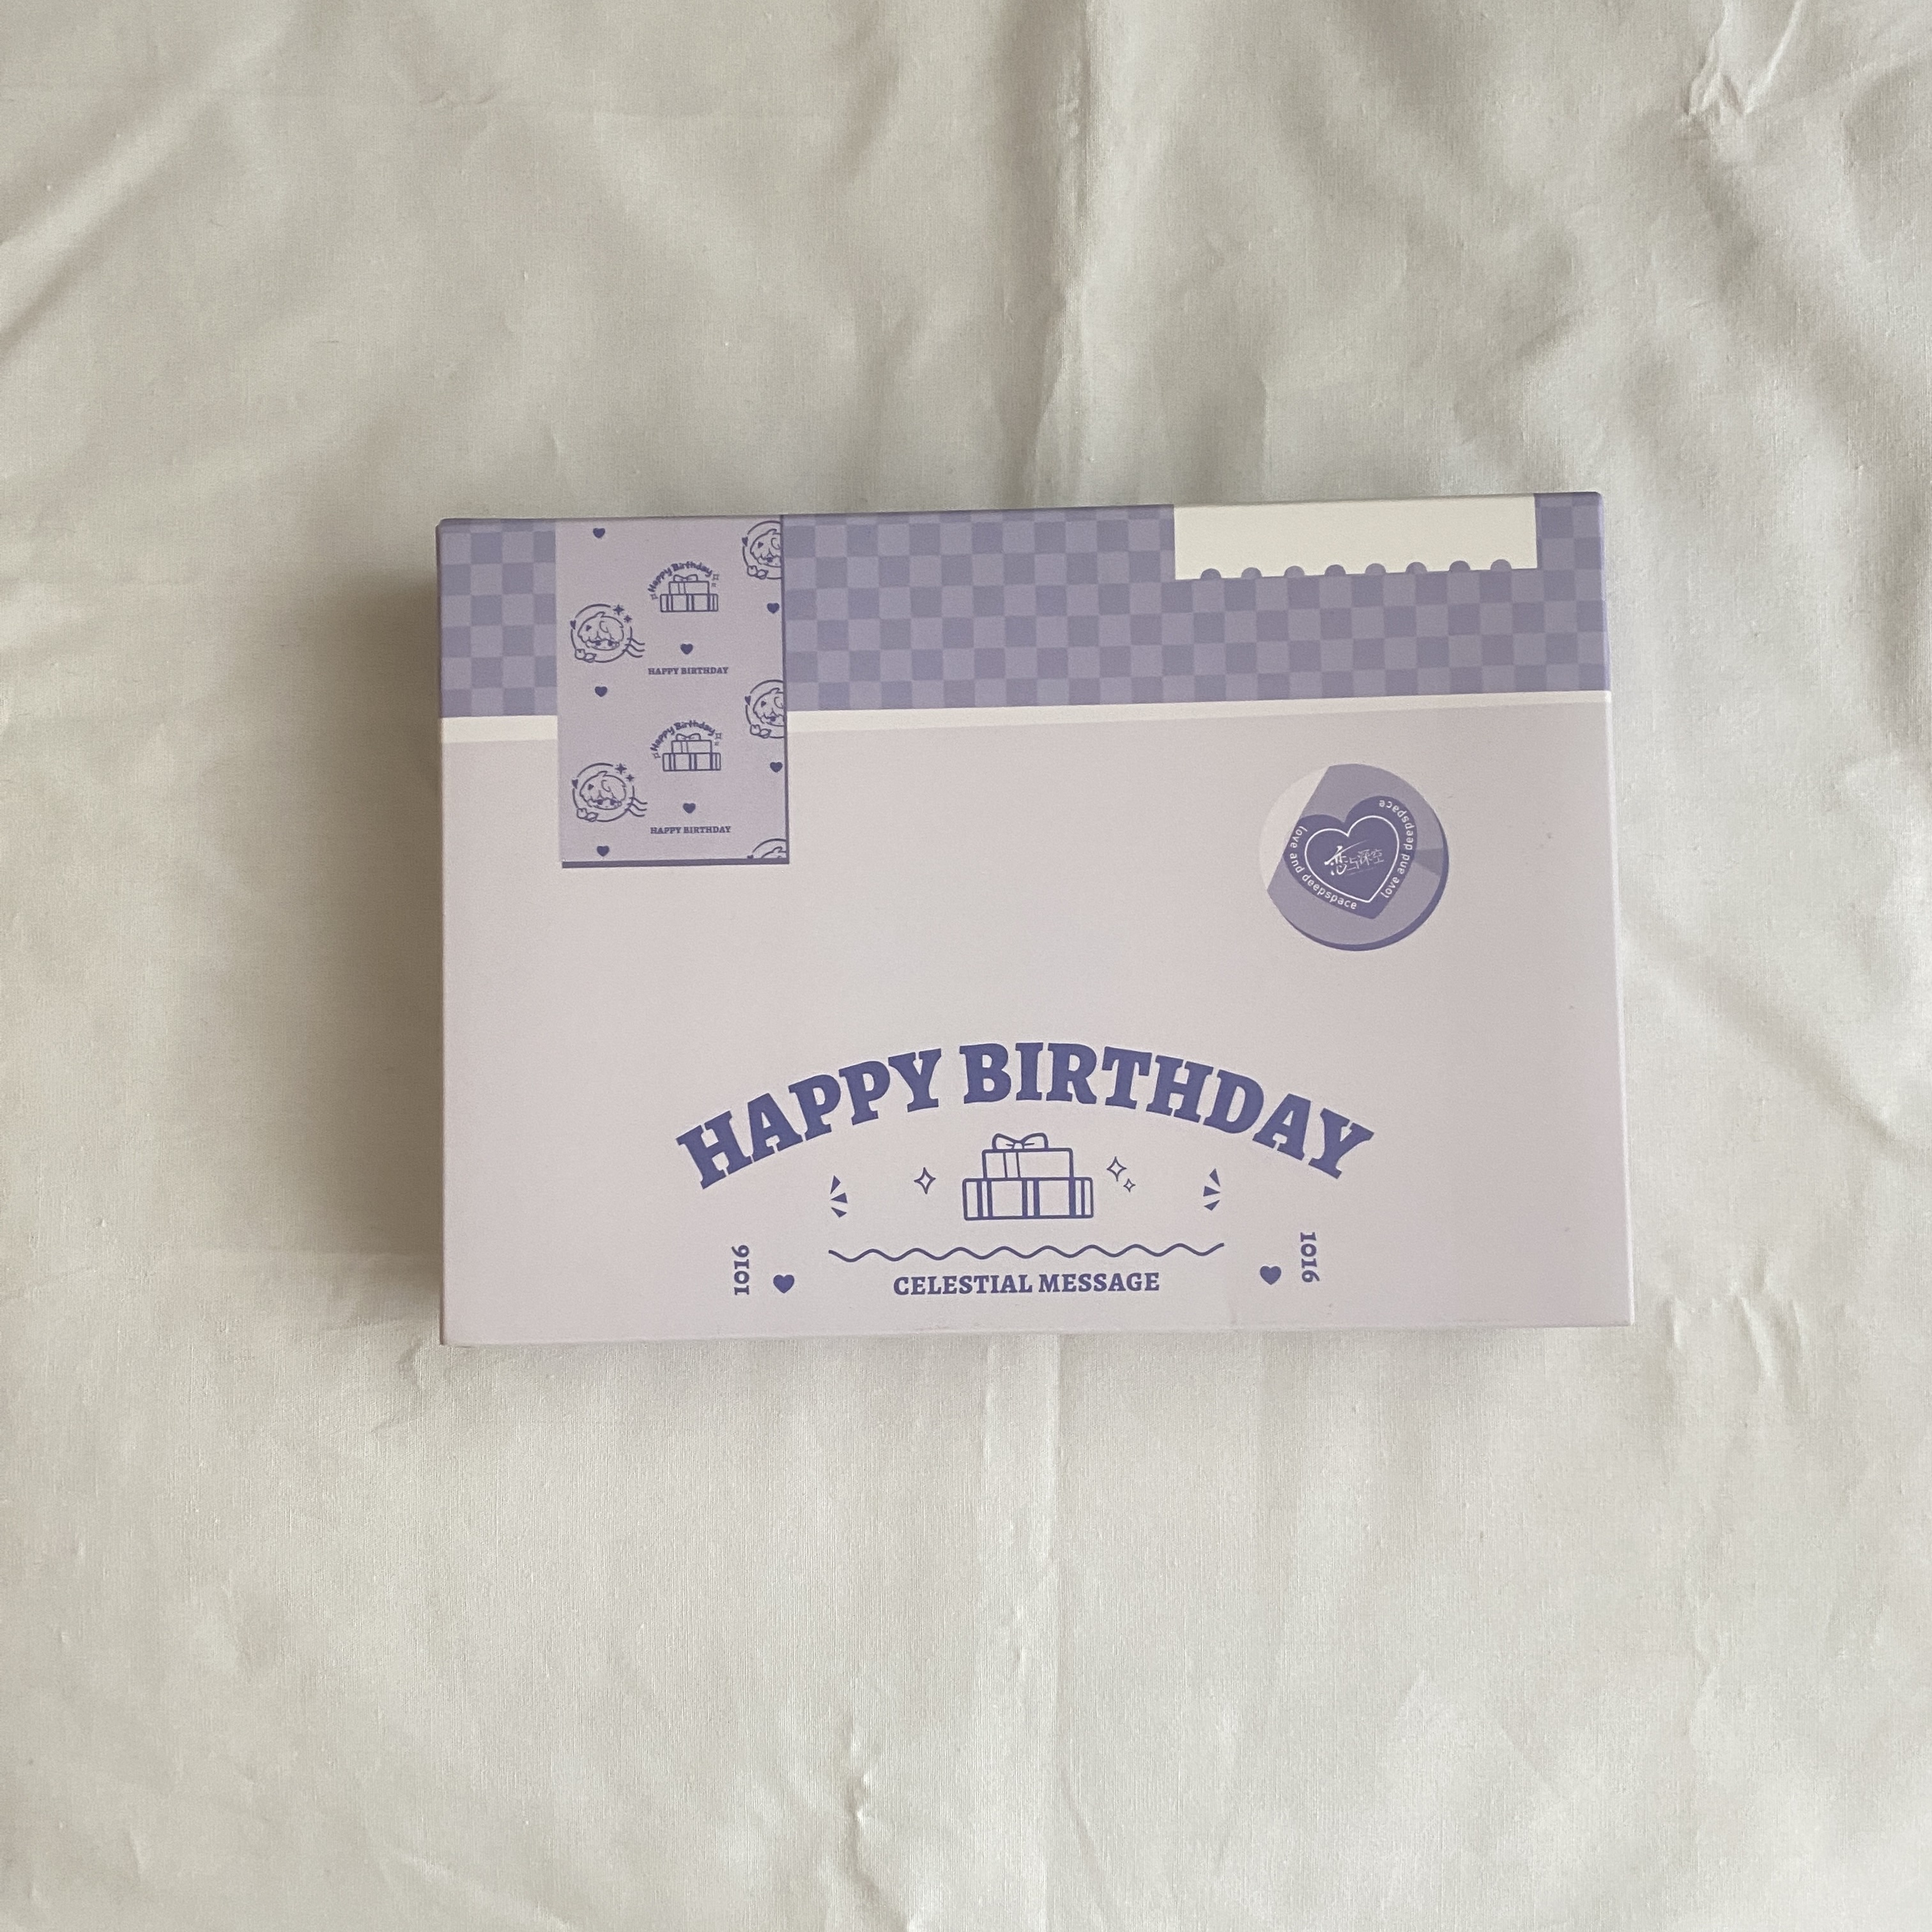 Happy Birthday
HAPPY BIRTHDAY
Happy Birthday
HAPPY BIRTHDAY
love and deepspace
love and deepspace
恋与深空
HAPPY BIRTHDAY
1016
1016
CELESTIAL MESSAGE